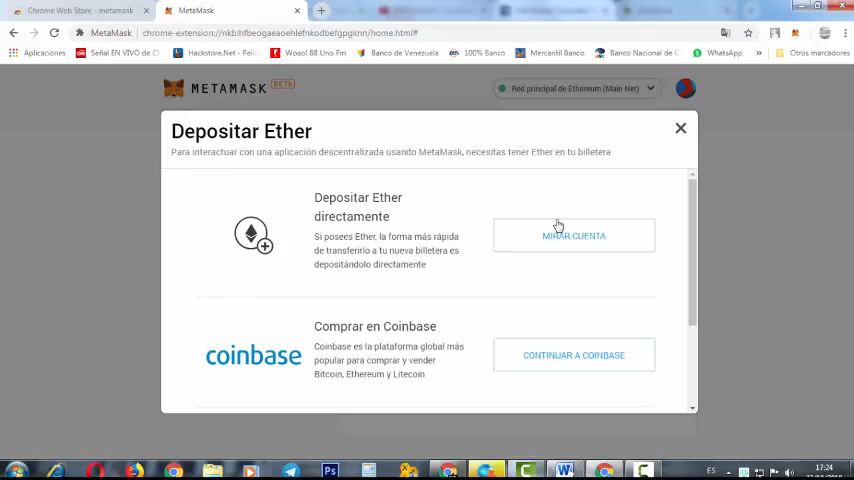 Chrome Web Store - metamask
MetaMask
MetaMask
chrome-extension://nkbihfbeogaeaoehlefnkodbefgpgknn/home.html#
Aplicaciones
Señal EN VIVO de C
Hackstore.Net - Pelí
Woao! 88 Uno Fm
Banco de Venezuela
100% Banco
Mercantil Banco
Banco Nacional de C
WhatsApp
»
Otros marcadores
METAMASK BETA
Red principal de Ethereum (Main Net)
Depositar Ether
Para interactuar con una aplicación descentralizada usando MetaMask, necesitas tener Ether en tu billetera
Depositar Ether
directamente
Si posees Ether, la forma más rápida
de transferirlo a tu nueva billetera es
depositándolo directamente
MIRAR CUENTA
coinbase
Comprar en Coinbase
Coinbase es la plataforma global más
popular para comprar y vender
Bitcoin, Ethereum y Litecoin
CONTINUAR A COINBASE
Ps
ES
17:24